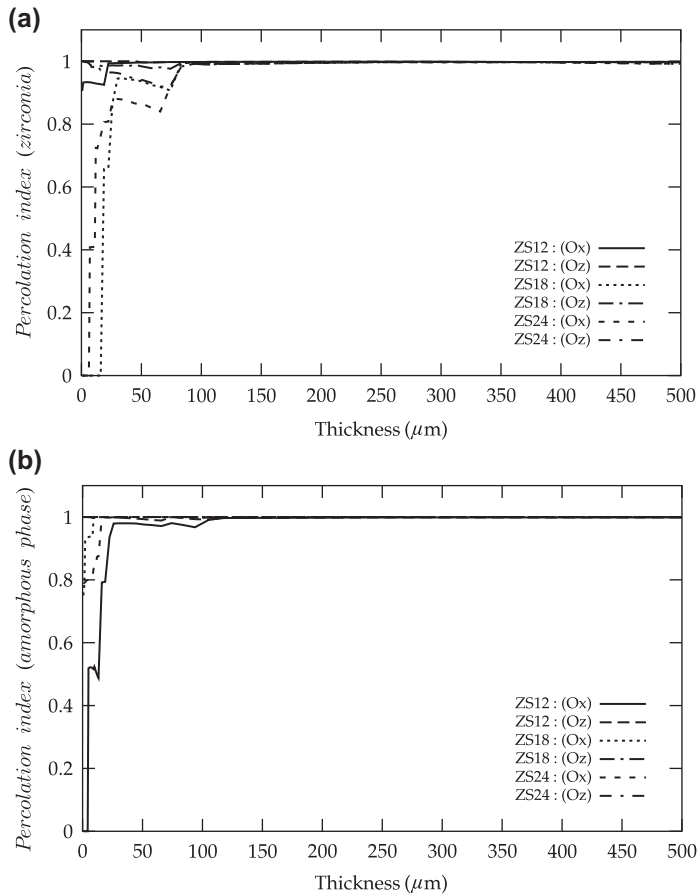 (a)
Percolation index (zirconia)
1
0.8
0.6
0.4
0.2
0
ZS12 : (Ox)
ZS12 : (Oz)
ZS18 : (Ox)
ZS18 : (Oz)
ZS24 : (Ox)
ZS24 : (Oz)
0 50 100 150 200 250 300 350 400 450 500
Thickness (μm)
(b)
Percolation index (amorphous phase)
1
0.8
0.6
0.4
0.2
0
ZS12 : (Ox)
ZS12 : (Oz)
ZS18 : (Ox)
ZS18 : (Oz)
ZS24 : (Ox)
ZS24 : (Oz)
0 50 100 150 200 250 300 350 400 450 500
Thickness (μm)